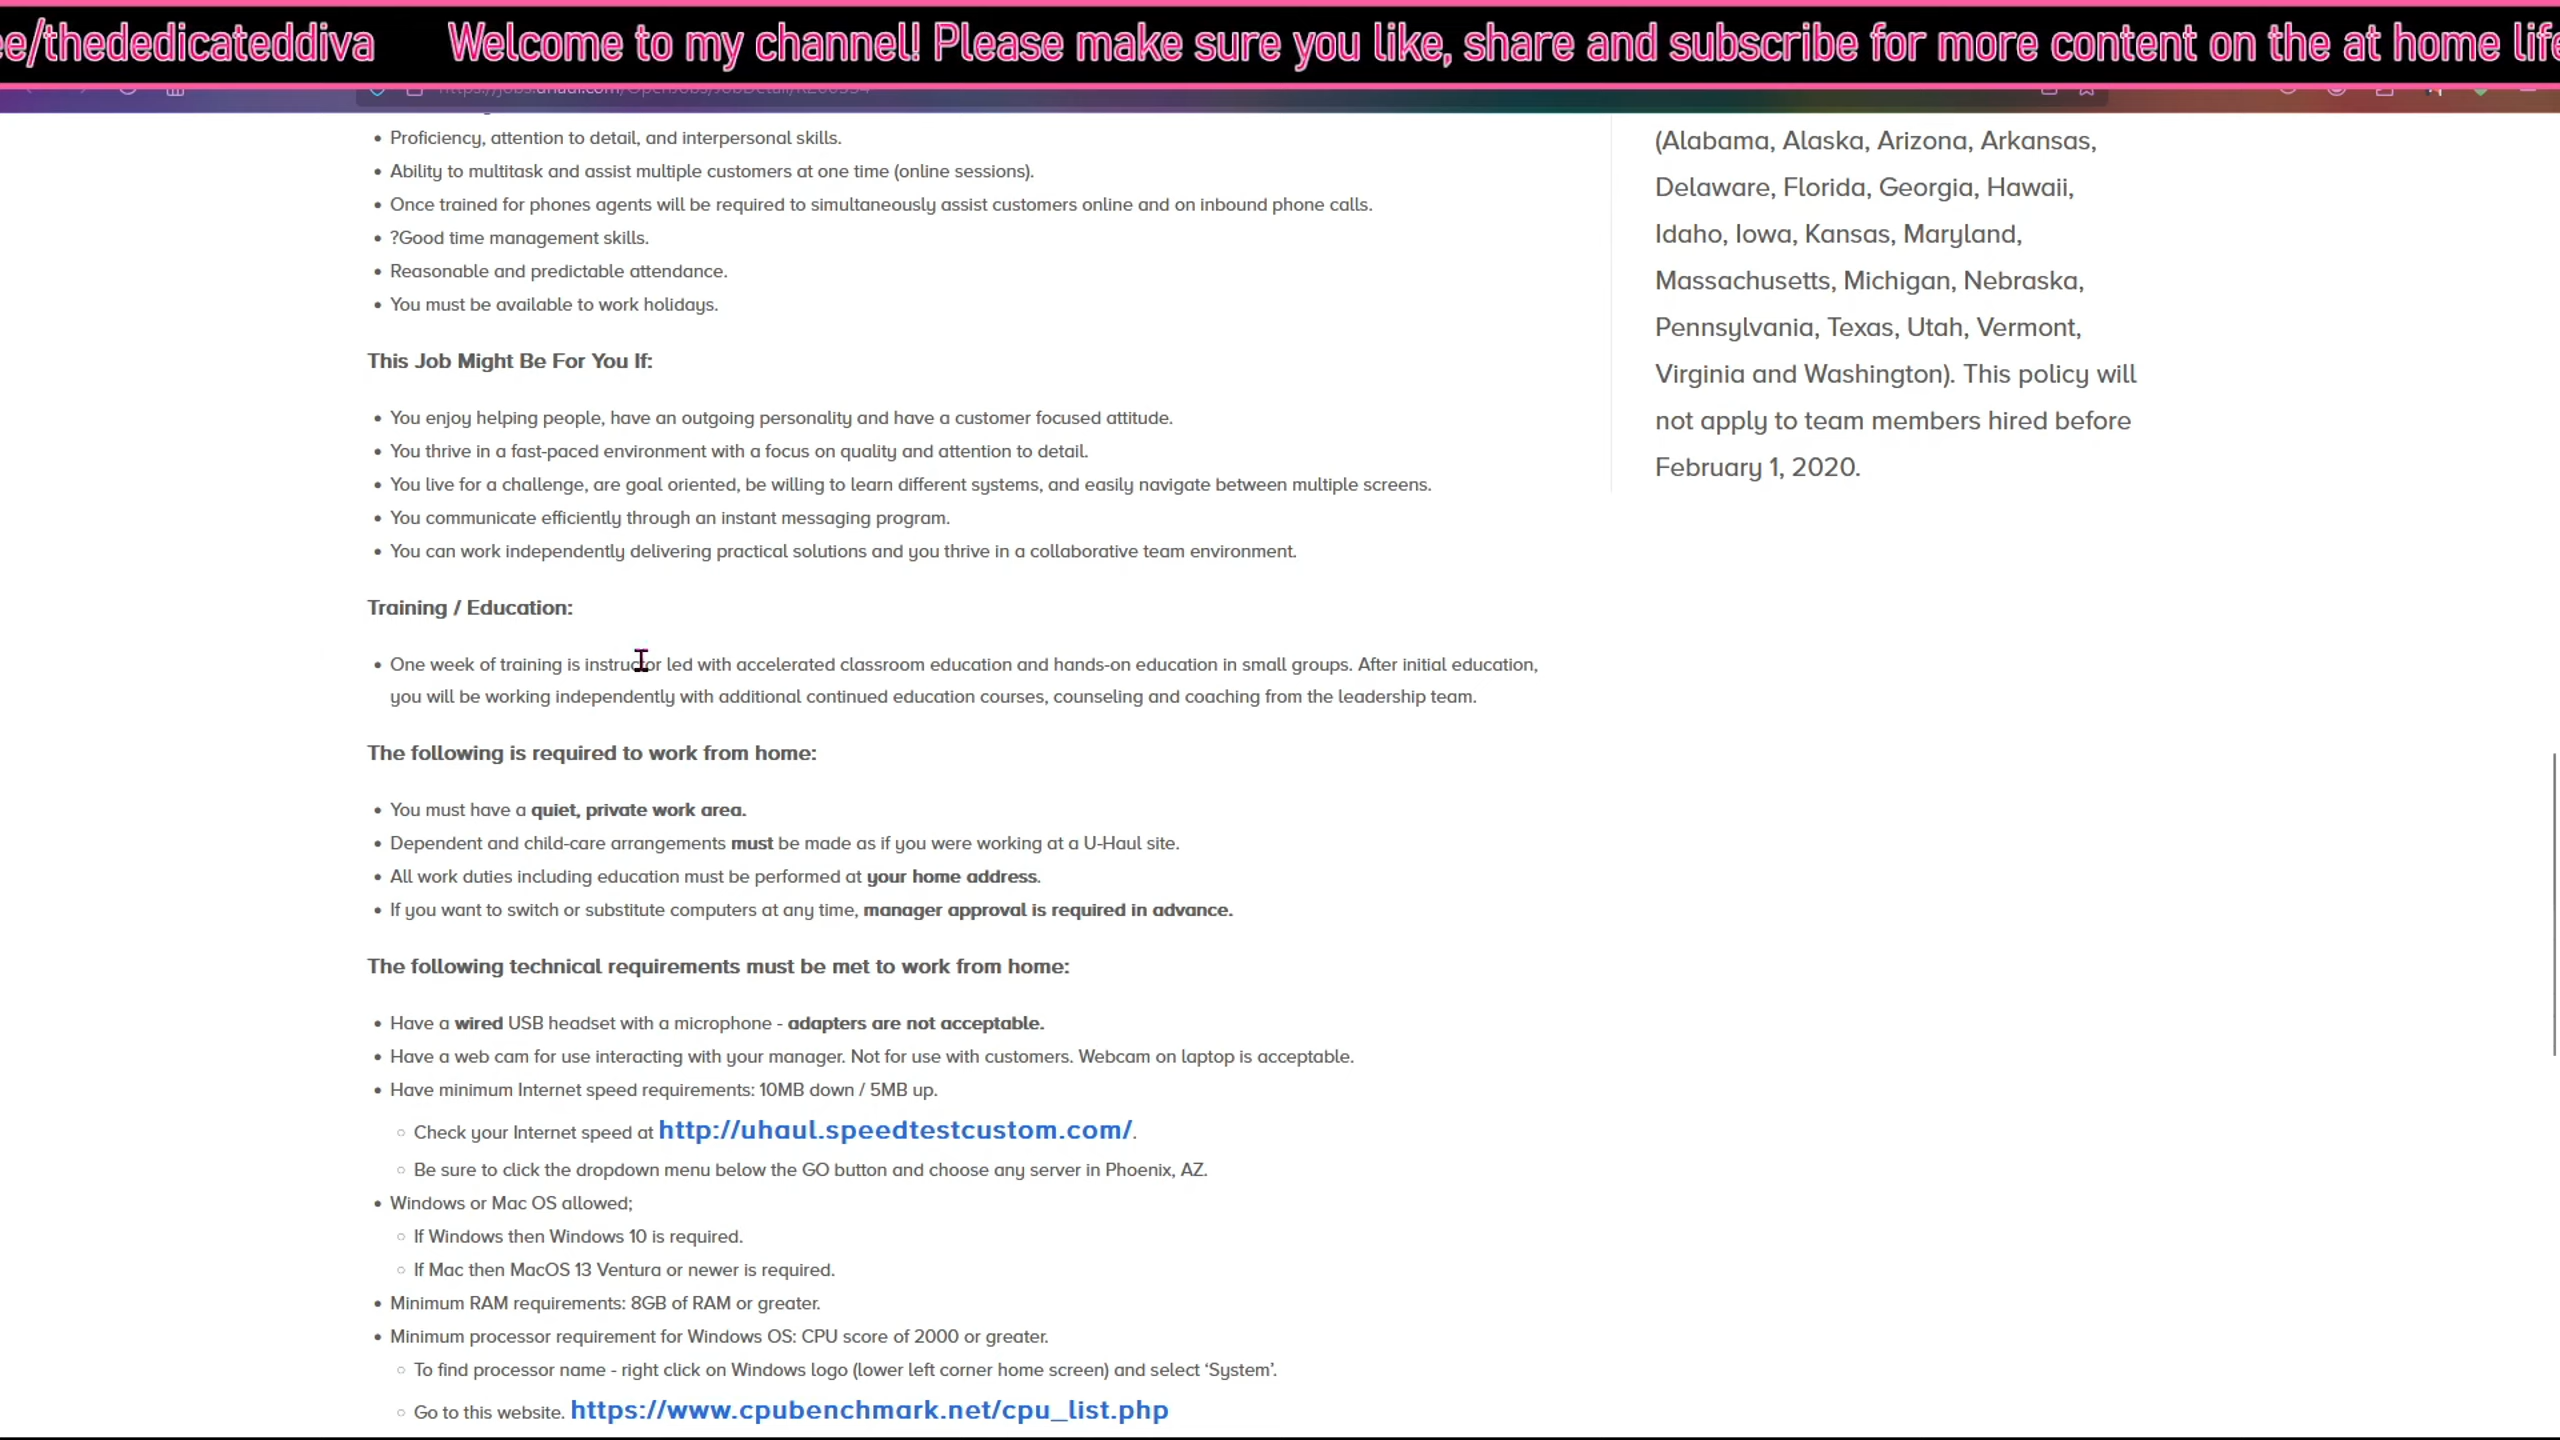 ee/thededicateddiva Welcome to my channel! Please make sure you like, share and subscribe for more content on the at home life
• Proficiency, attention to detail, and interpersonal skills.
• Ability to multitask and assist multiple customers at one time (online sessions).
• Once trained for phones agents will be required to simultaneously assist customers online and on inbound phone calls.
• ?Good time management skills.
• Reasonable and predictable attendance.
• You must be available to work holidays.
This Job Might Be For You If:
• You enjoy helping people, have an outgoing personality and have a customer focused attitude.
• You thrive in a fast-paced environment with a focus on quality and attention to detail.
• You live for a challenge, are goal oriented, be willing to learn different systems, and easily navigate between multiple screens.
• You communicate efficiently through an instant messaging program.
• You can work independently delivering practical solutions and you thrive in a collaborative team environment.
Training / Education:
• One week of training is instructor led with accelerated classroom education and hands-on education in small groups. After initial education,
you will be working independently with additional continued education courses, counseling and coaching from the leadership team.
The following is required to work from home:
• You must have a quiet, private work area.
• Dependent and child-care arrangements must be made as if you were working at a U-Haul site.
• All work duties including education must be performed at your home address.
• If you want to switch or substitute computers at any time, manager approval is required in advance.
The following technical requirements must be met to work from home:
• Have a wired USB headset with a microphone - adapters are not acceptable.
• Have a web cam for use interacting with your manager. Not for use with customers. Webcam on laptop is acceptable.
• Have minimum Internet speed requirements: 10MB down / 5MB up.
◦ Check your Internet speed at http://uhaul.speedtestcustom.com/.
◦ Be sure to click the dropdown menu below the GO button and choose any server in Phoenix, AZ.
• Windows or Mac OS allowed;
◦ If Windows then Windows 10 is required.
◦ If Mac then MacOS 13 Ventura or newer is required.
• Minimum RAM requirements: 8GB of RAM or greater.
• Minimum processor requirement for Windows OS: CPU score of 2000 or greater.
◦ To find processor name - right click on Windows logo (lower left corner home screen) and select ‘System’.
◦ Go to this website. https://www.cpubenchmark.net/cpu_list.php
(Alabama, Alaska, Arizona, Arkansas,
Delaware, Florida, Georgia, Hawaii,
Idaho, Iowa, Kansas, Maryland,
Massachusetts, Michigan, Nebraska,
Pennsylvania, Texas, Utah, Vermont,
Virginia and Washington). This policy will
not apply to team members hired before
February 1, 2020.